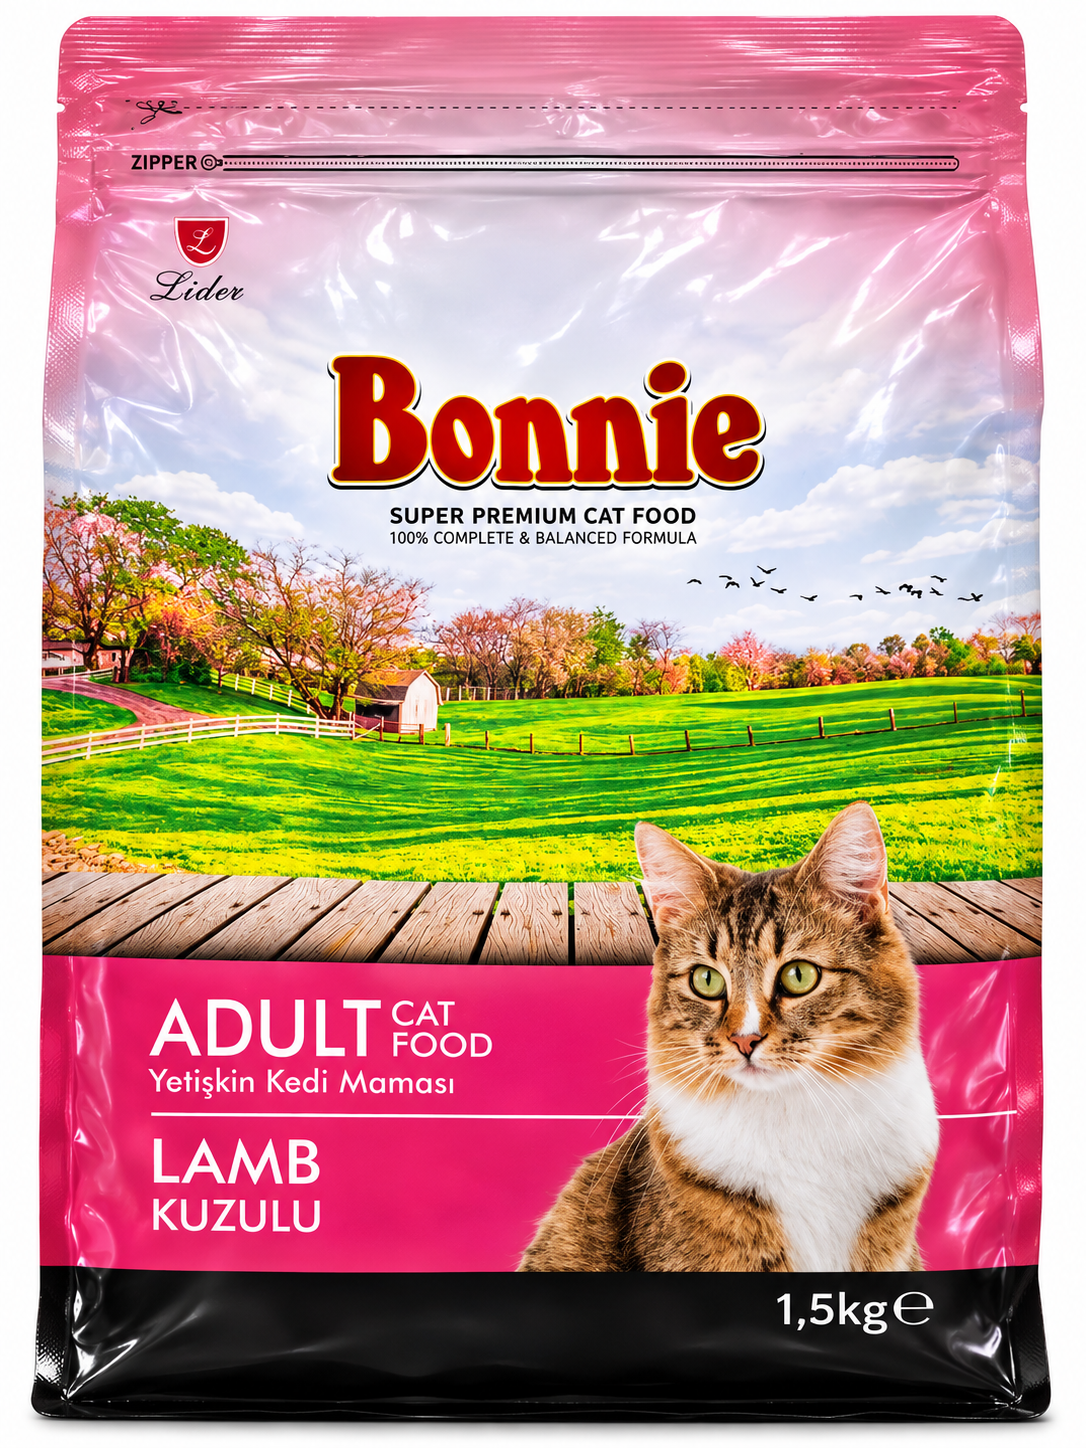 ZIPPER
L
Lider
Bonnie
SUPER PREMIUM CAT FOOD
100% COMPLETE & BALANCED FORMULA
ADULT CAT FOOD
Yetişkin Kedi Maması
LAMB
KUZULU
1,5kg℮